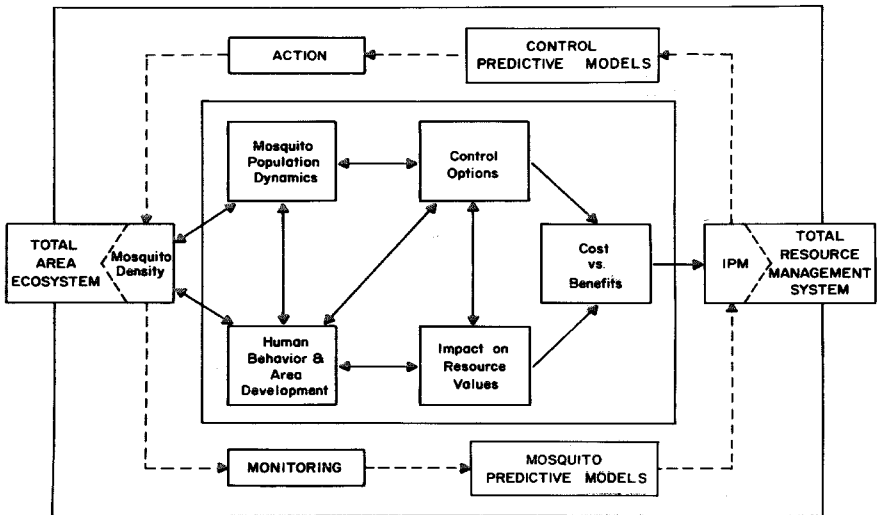 ACTION
CONTROL
PREDICTIVE MODELS
Mosquito
Population
Dynamics
Control
Options
TOTAL
AREA
ECOSYSTEM
Mosquito
Density
Cost
vs.
Benefits
IPM
TOTAL
RESOURCE
MANAGEMENT
SYSTEM
Human
Behavior &
Area
Development
Impact on
Resource
Values
MONITORING
MOSQUITO
PREDICTIVE MODELS